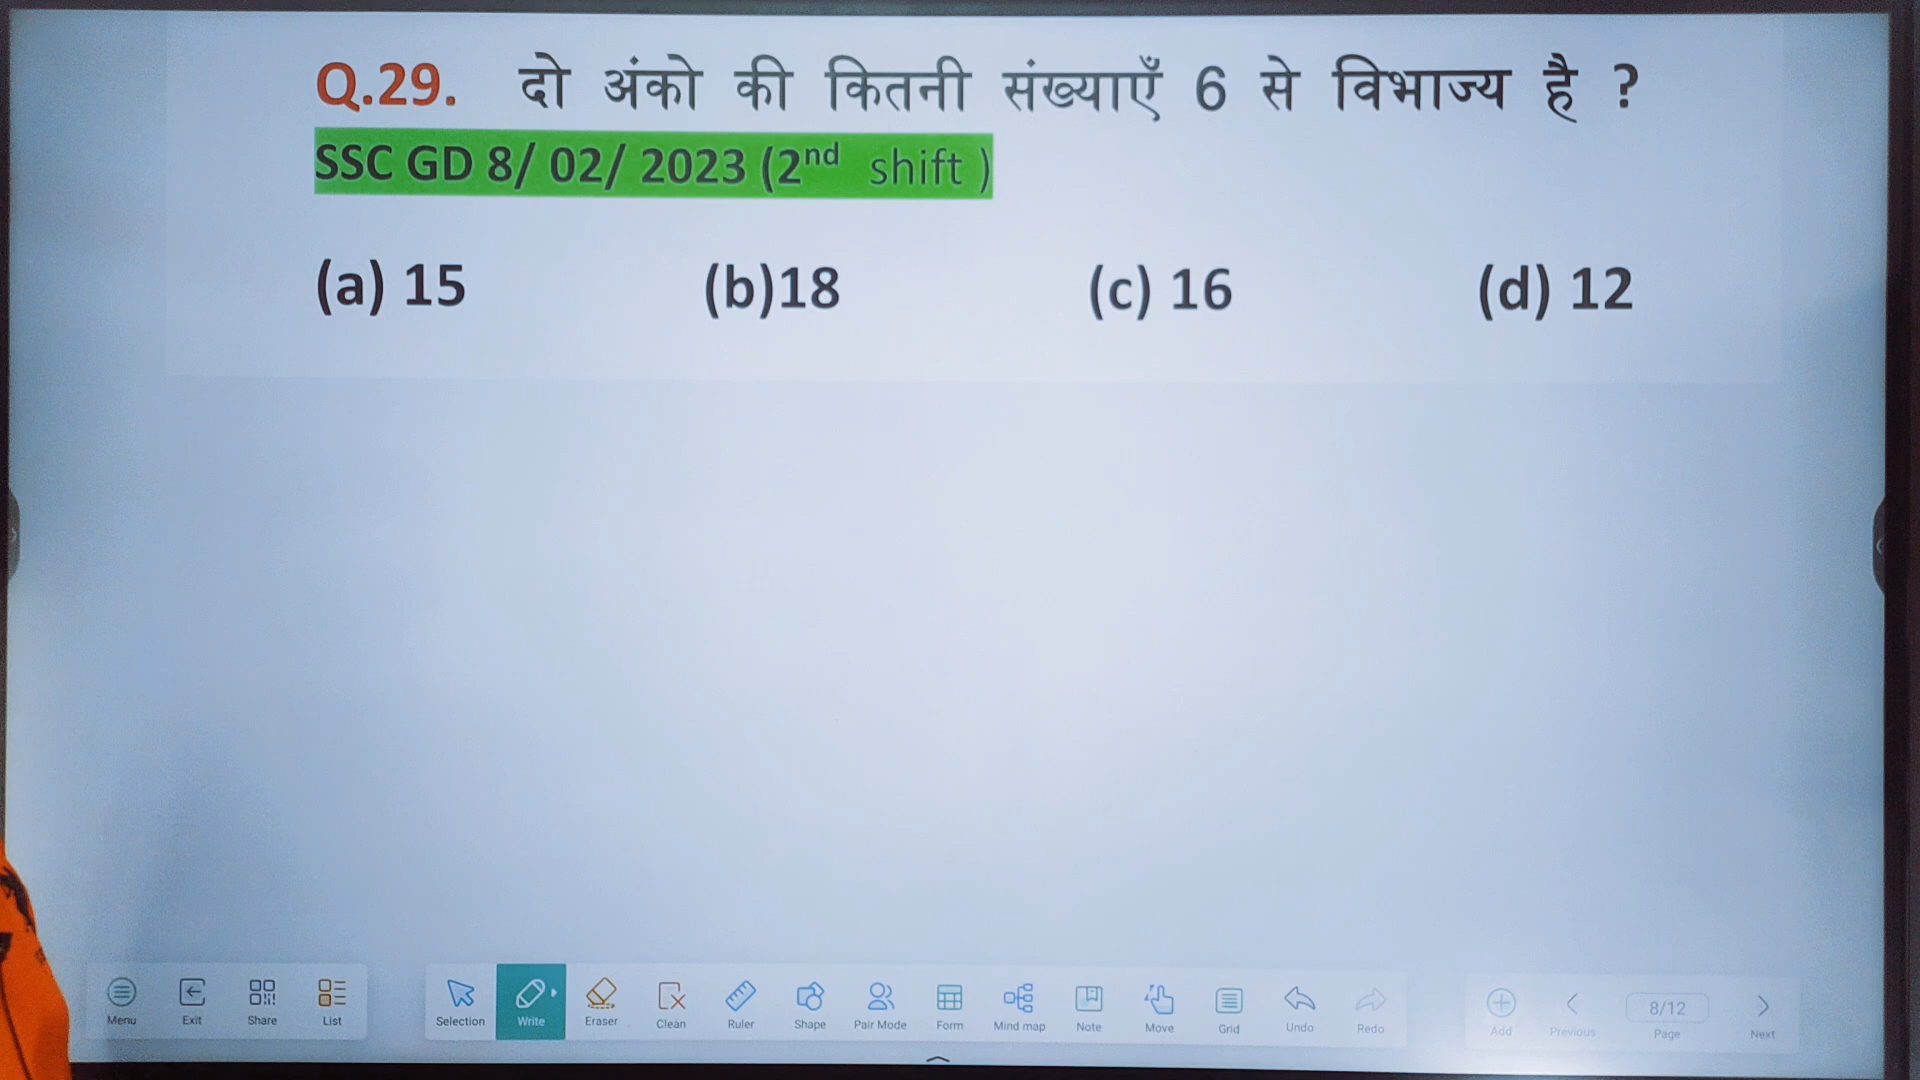 Q.29. दो अंको की कितनी संख्याएँ 6 से विभाज्य है ?
SSC GD 8/ 02/ 2023 (2nd shift )
(a) 15 (b)18 (c) 16 (d) 12
Menu Exit Share List Selection Write Eraser Clean Ruler Shape Pair Mode Form Mind map Note Move Grid Undo Redo Add Previous 8/12 Page Next